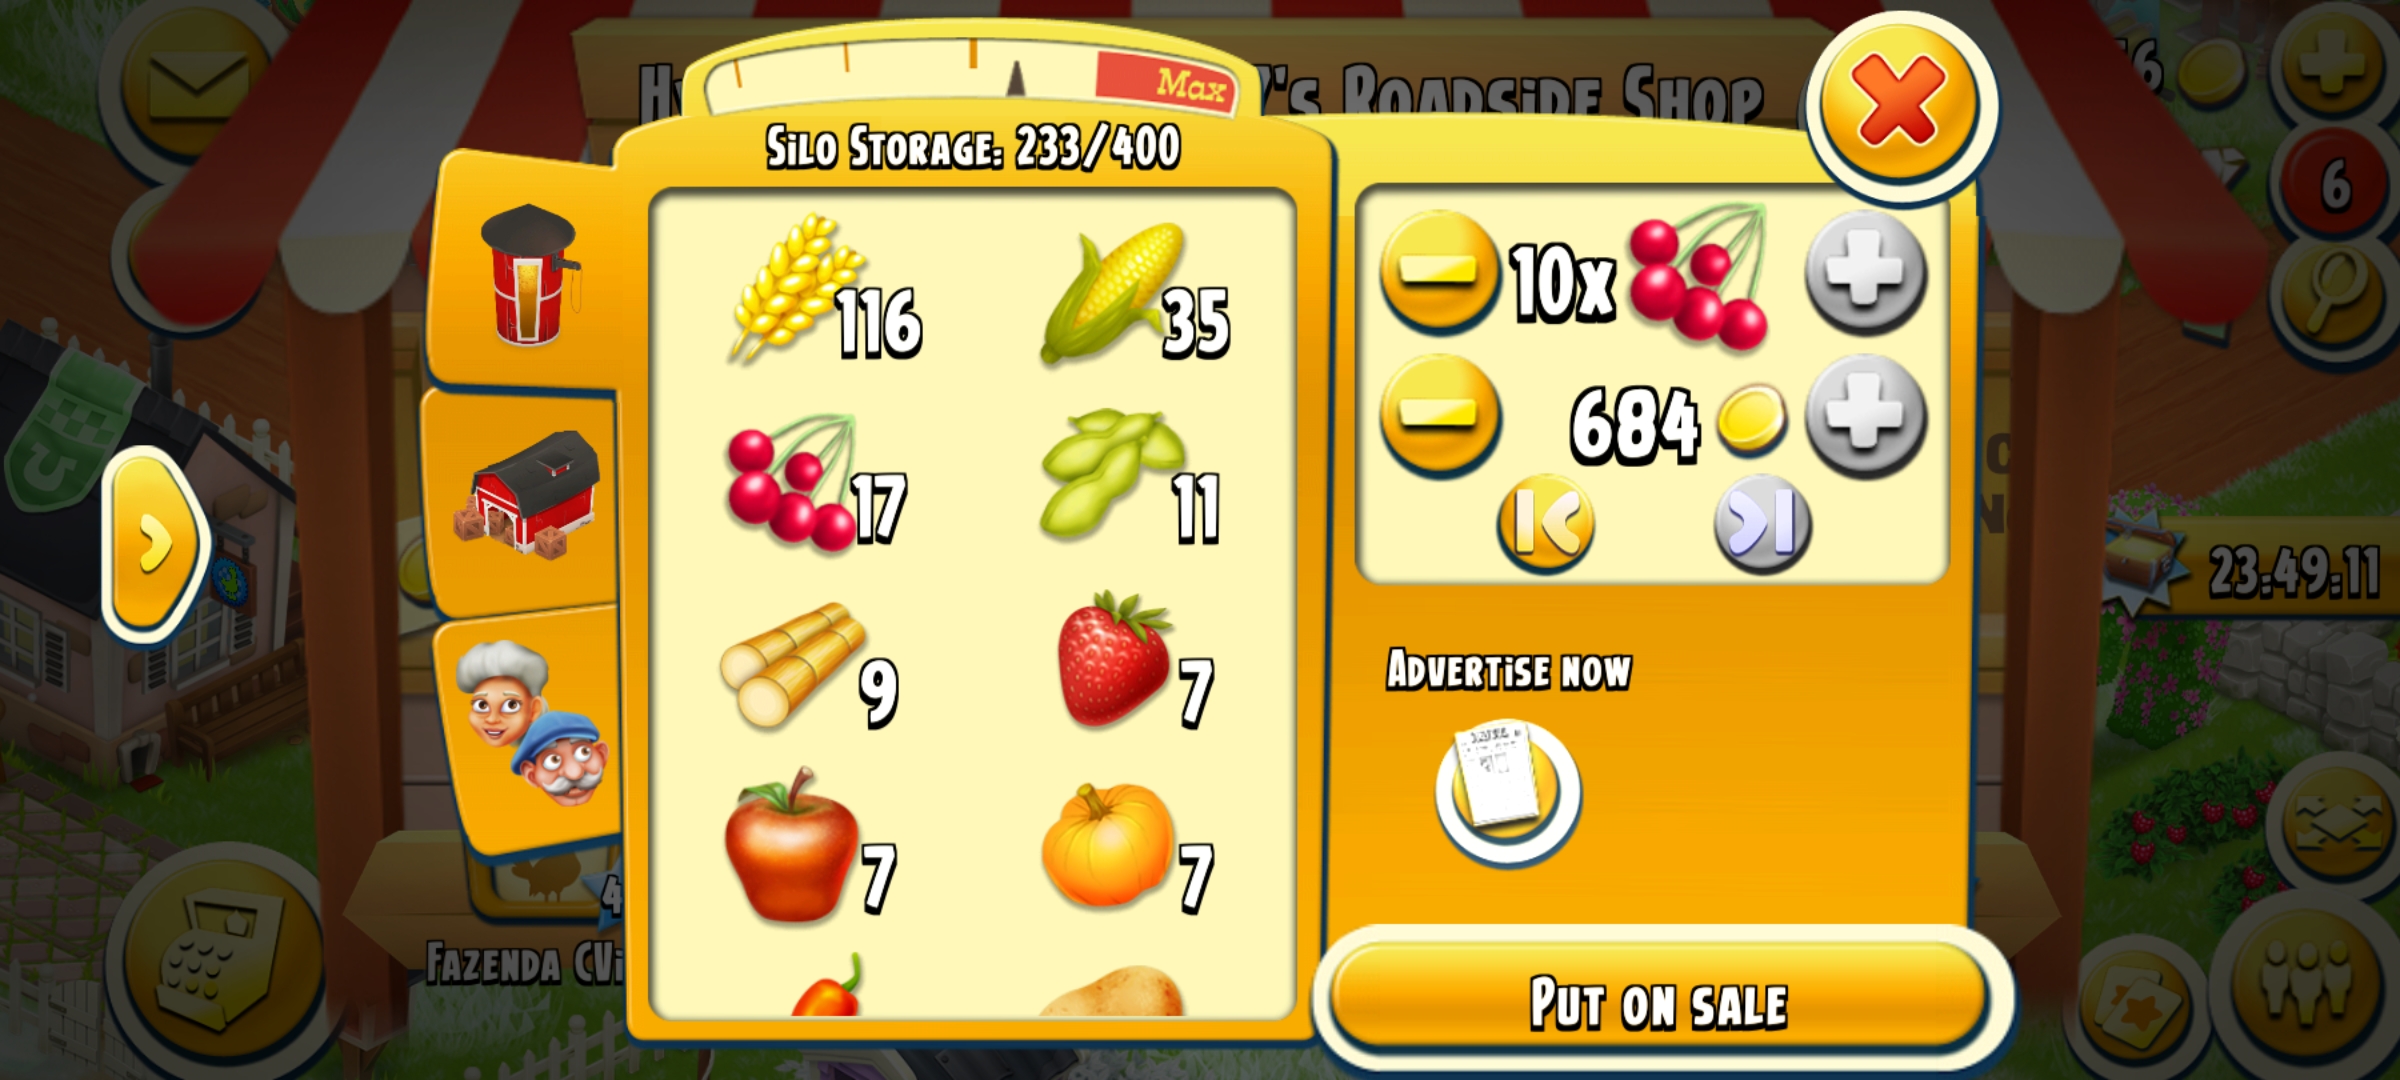 Max
'S ROADSIDE SHOP
SILO STORAGE: 233/400
6
116
35
10x
684
17
11
9
7
23:49:11
ADVERTISE NOW
7
7
FAZENDA
PUT ON SALE